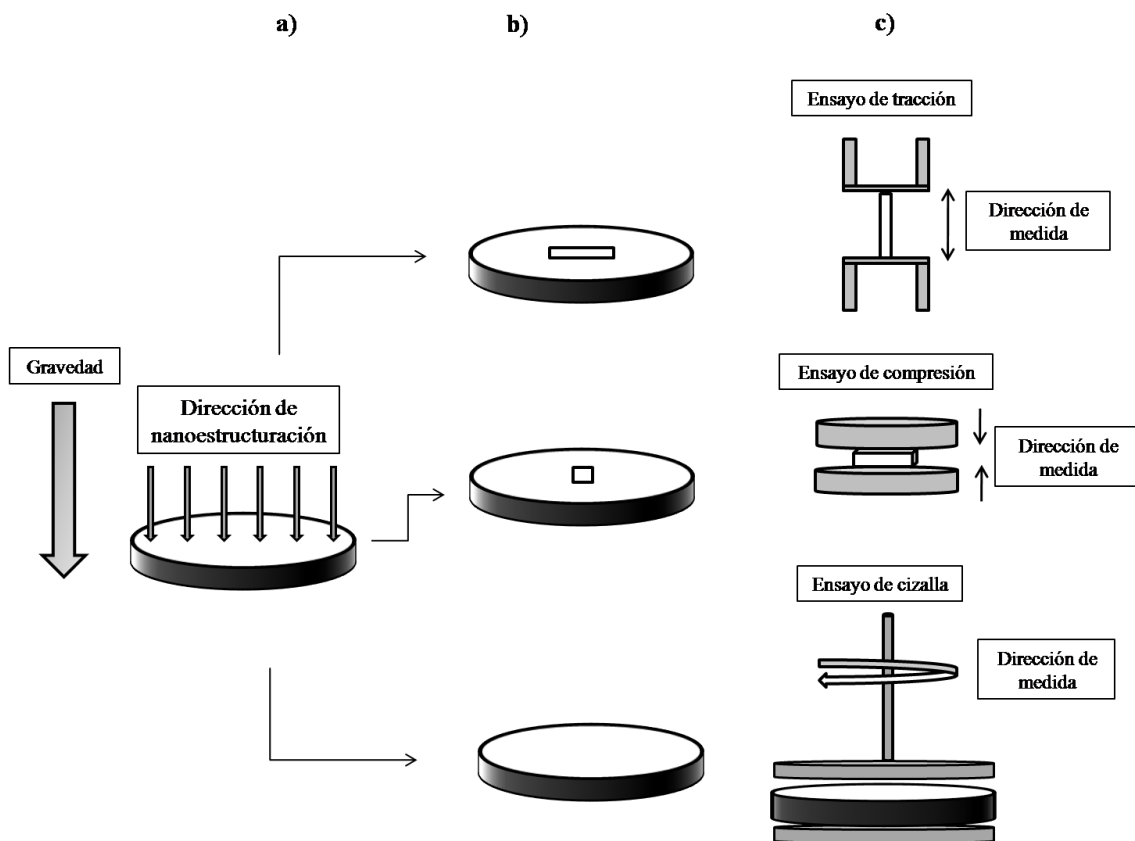 a)
b)
c)
Ensayo de tracción
Dirección de
medida
Gravedad
Dirección de
nanoestructuración
Ensayo de compresión
Dirección de
medida
Ensayo de cizalla
Dirección de
medida